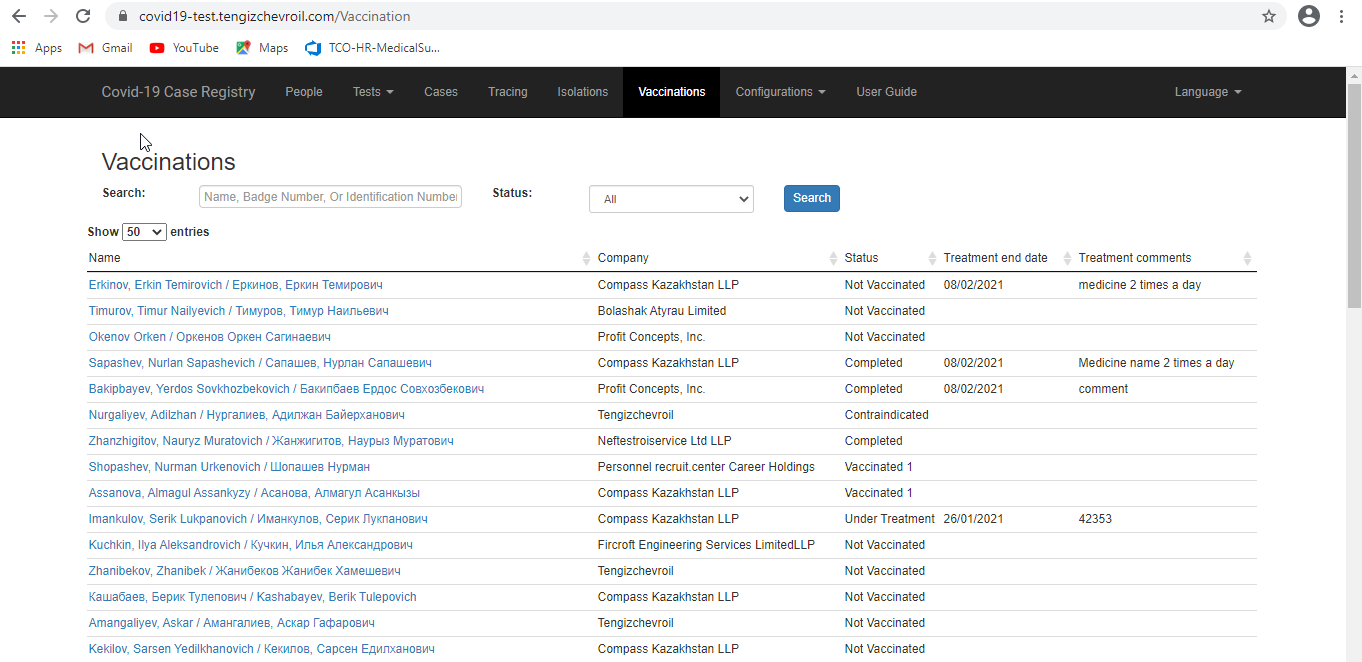 covid19-test.tengizchevroil.com/Vaccination
Apps Gmail YouTube Maps TCO-HR-MedicalSu...
Covid-19 Case Registry People Tests Cases Tracing Isolations Vaccinations Configurations User Guide Language
Vaccinations
Search: Name, Badge Number, Or Identification Number Status: All Search
Show 50 entries
Name Company Status Treatment end date Treatment comments
Erkinov, Erkin Temirovich / Еркинов, Еркин Темирович Compass Kazakhstan LLP Not Vaccinated 08/02/2021 medicine 2 times a day
Timurov, Timur Nailyevich / Тимуров, Тимур Наильевич Bolashak Atyrau Limited Not Vaccinated
Okenov Orken / Оркенов Оркен Сагинаевич Profit Concepts, Inc. Not Vaccinated
Sapashev, Nurlan Sapashevich / Сапашев, Нурлан Сапашевич Compass Kazakhstan LLP Completed 08/02/2021 Medicine name 2 times a day
Bakipbayev, Yerdos Sovkhozbekovich / Бакипбаев Ердос Совхозбекович Profit Concepts, Inc. Completed 08/02/2021 comment
Nurgaliyev, Adilzhan / Нургалиев, Адилжан Байерханович Tengizchevroil Contraindicated
Zhanzhigitov, Nauryz Muratovich / Жанжигитов, Наурыз Муратович Neftestroiservice Ltd LLP Completed
Shopashev, Nurman Urkenovich / Шопашев Нурман Personnel recruit.center Career Holdings Vaccinated 1
Assanova, Almagul Assankyzy / Асанова, Алмагул Асанкызы Compass Kazakhstan LLP Vaccinated 1
Imankulov, Serik Lukpanovich / Иманкулов, Серик Лукпанович Compass Kazakhstan LLP Under Treatment 26/01/2021 42353
Kuchkin, Ilya Aleksandrovich / Кучкин, Илья Александрович Fircroft Engineering Services LimitedLLP Not Vaccinated
Zhanibekov, Zhanibek / Жанибеков Жанибек Хамешевич Tengizchevroil Not Vaccinated
Кашабаев, Берик Тулепович / Kashabayev, Berik Tulepovich Compass Kazakhstan LLP Not Vaccinated
Amangaliyev, Askar / Амангалиев, Аскар Гафарович Tengizchevroil Not Vaccinated
Kekilov, Sarsen Yedilkhanovich / Кекилов, Сарсен Едилханович Compass Kazakhstan LLP Not Vaccinated